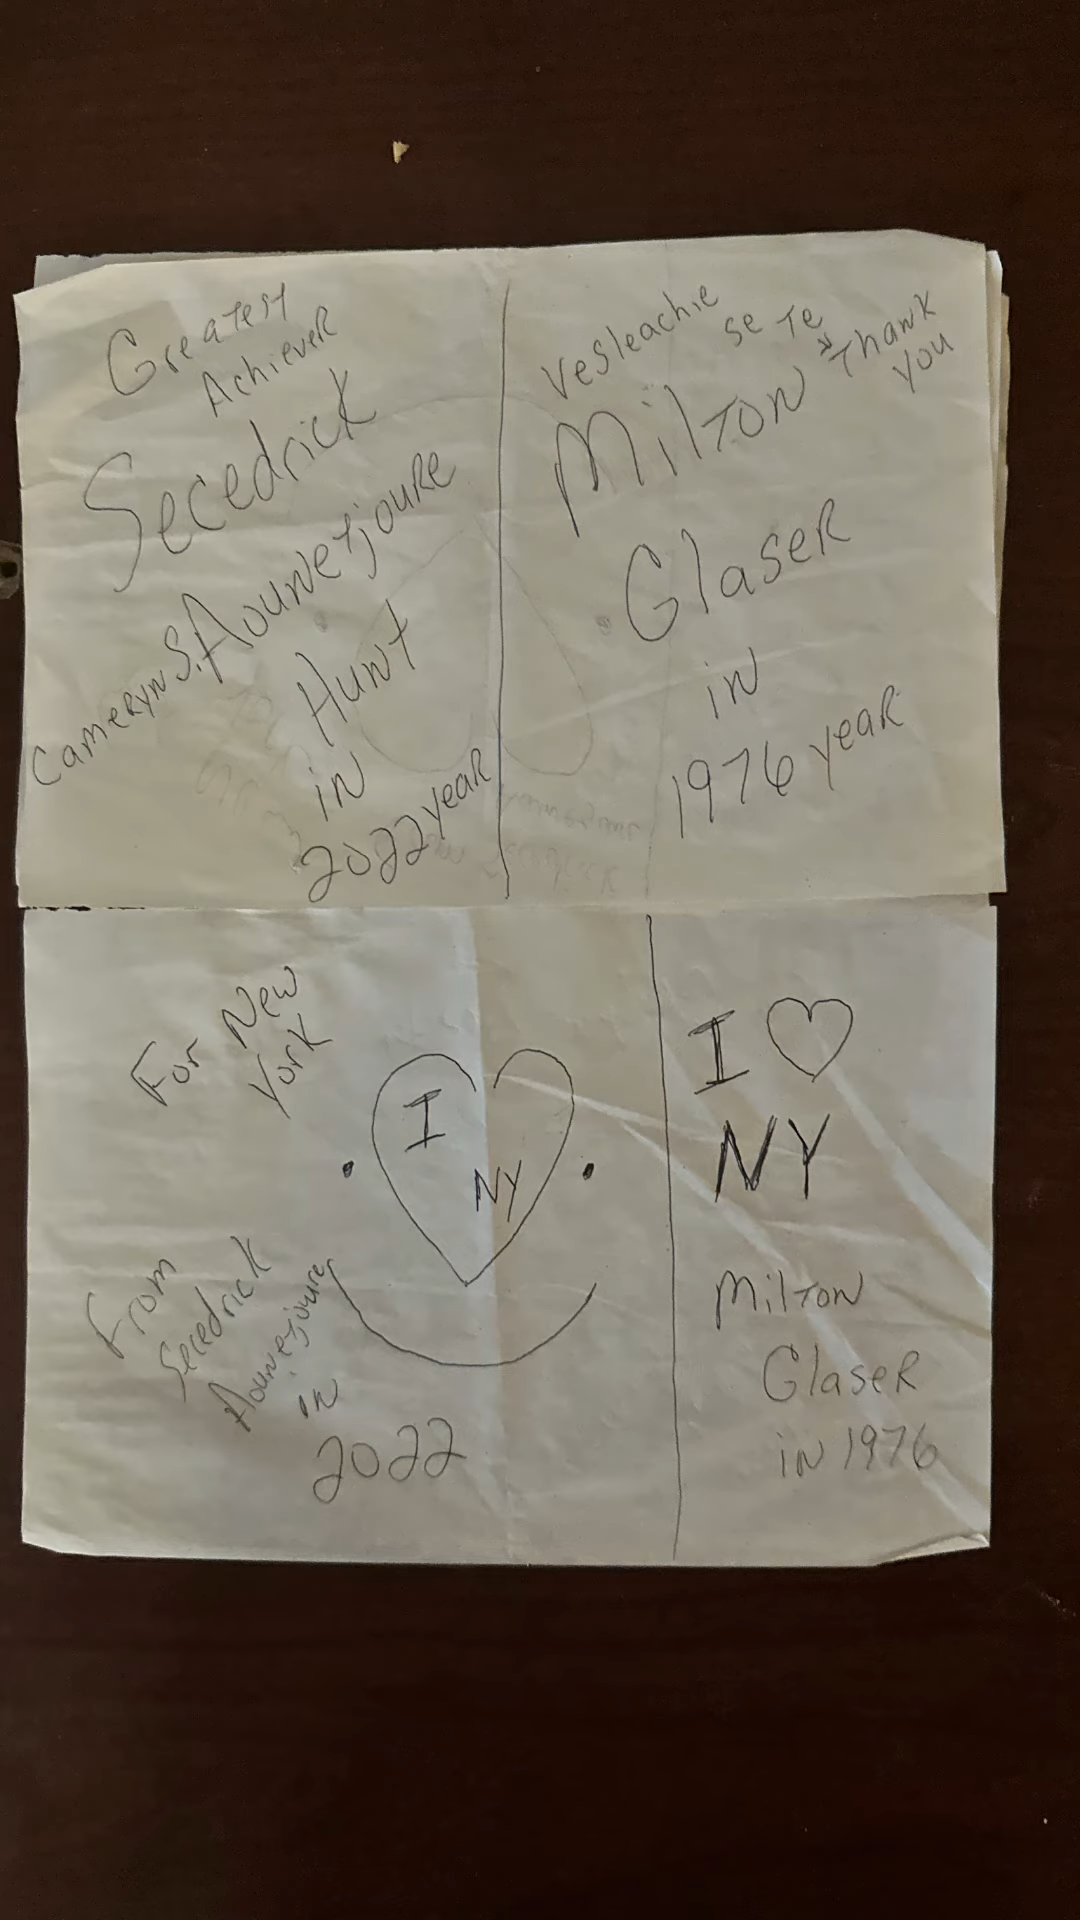 Greatest
Achiever
Secedrick
Cameryn S. Aounetjoure
Hunt
in
2022 year
Vesleachie
se Te
Thank
you
Milton
Glaser
in
1976 year
For New
York
I
NY
From
Secedrick
Aounetjoure
in
2022
I ♡
NY
Milton
Glaser
in 1976